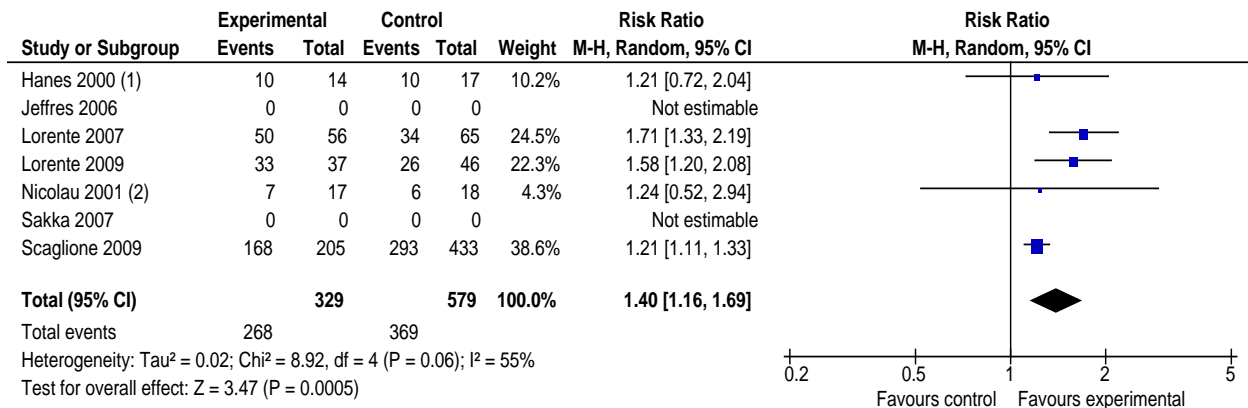 Experimental Control Risk Ratio Risk Ratio
Study or Subgroup Events Total Events Total Weight M-H, Random, 95% CI M-H, Random, 95% CI
Hanes 2000 (1) 10 14 10 17 10.2% 1.21 [0.72, 2.04]
Jeffres 2006 0 0 0 0 Not estimable
Lorente 2007 50 56 34 65 24.5% 1.71 [1.33, 2.19]
Lorente 2009 33 37 26 46 22.3% 1.58 [1.20, 2.08]
Nicolau 2001 (2) 7 17 6 18 4.3% 1.24 [0.52, 2.94]
Sakka 2007 0 0 0 0 Not estimable
Scaglione 2009 168 205 293 433 38.6% 1.21 [1.11, 1.33]
Total (95% CI) 329 579 100.0% 1.40 [1.16, 1.69]
Total events 268 369
Heterogeneity: Tau² = 0.02; Chi² = 8.92, df = 4 (P = 0.06); I² = 55%
Test for overall effect: Z = 3.47 (P = 0.0005)
0.2 0.5 1 2 5
Favours control Favours experimental